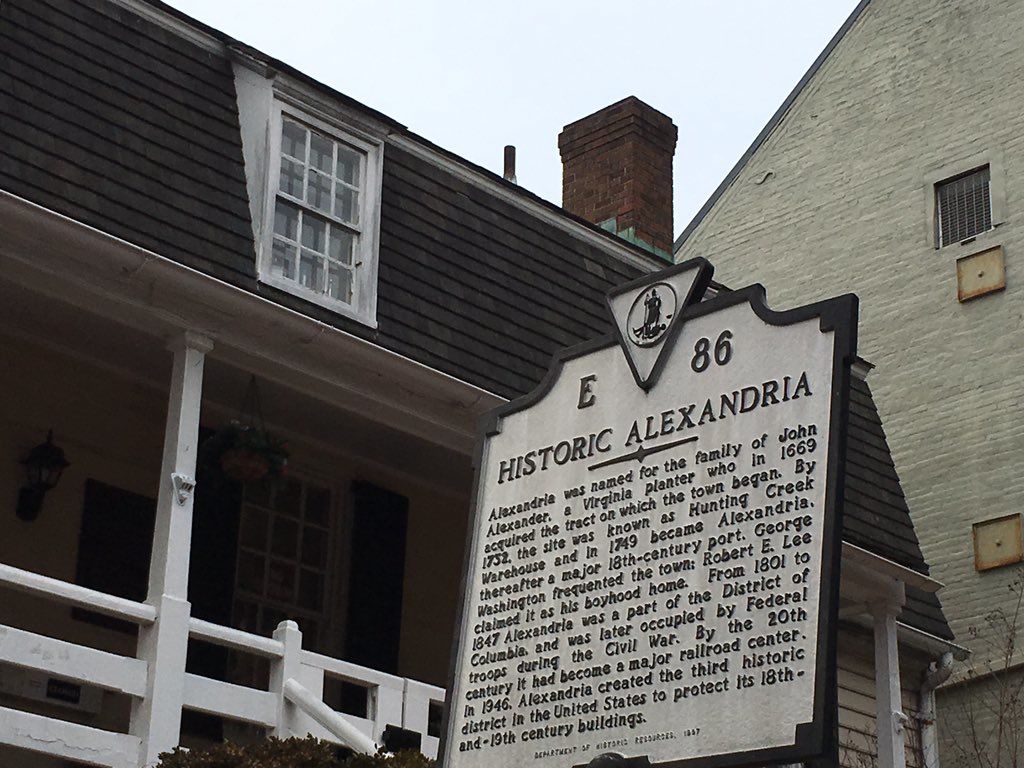 E 86
HISTORIC ALEXANDRIA
Alexandria was named for the family of John
Alexander, a Virginia planter who in 1669
acquired the tract on which the town began. By
1732, the site was known as Hunting Creek
Warehouse and in 1749 became Alexandria,
thereafter a major 18th-century port. George
Washington frequented the town; Robert E. Lee
claimed it as his boyhood home. From 1801 to
1847 Alexandria was a part of the District of
Columbia, and was later occupied by Federal
troops during the Civil War. By the 20th
century it had become a major railroad center.
In 1946, Alexandria created the third historic
district in the United States to protect its 18th-
and-19th century buildings.
DEPARTMENT OF HISTORIC RESOURCES, 1997